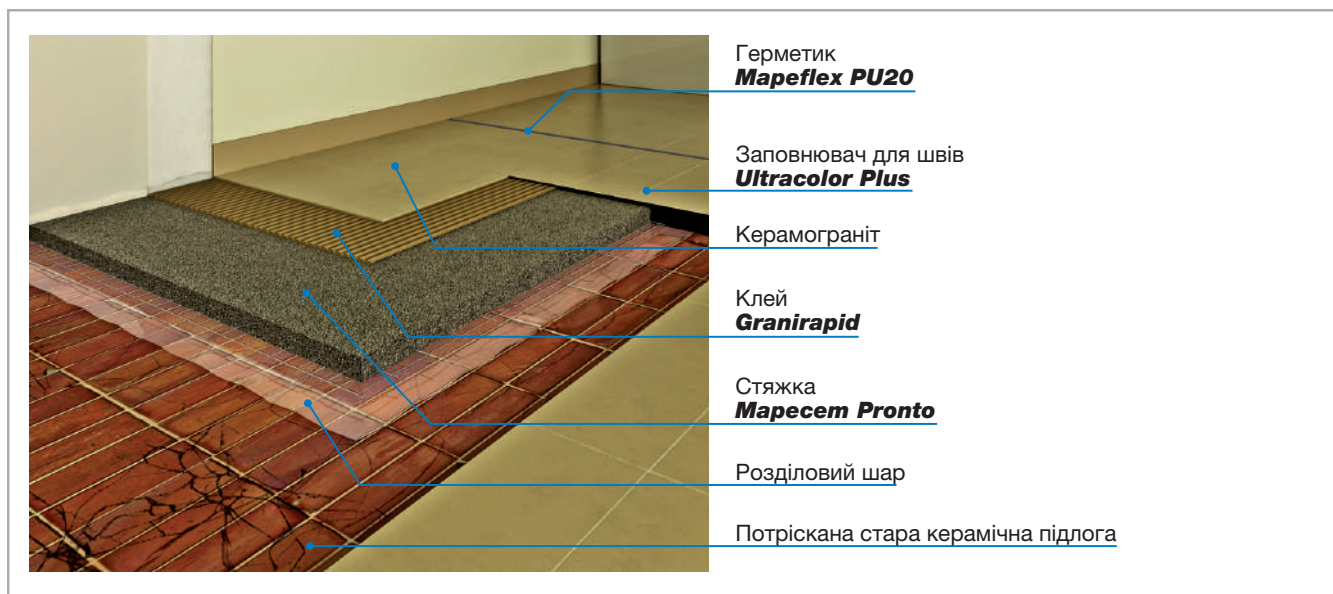 Герметик
Mapeflex PU20
Заповнювач для швів
Ultracolor Plus
Керамограніт
Клей
Granirapid
Стяжка
Mapecem Pronto
Розділовий шар
Потріскана стара керамічна підлога